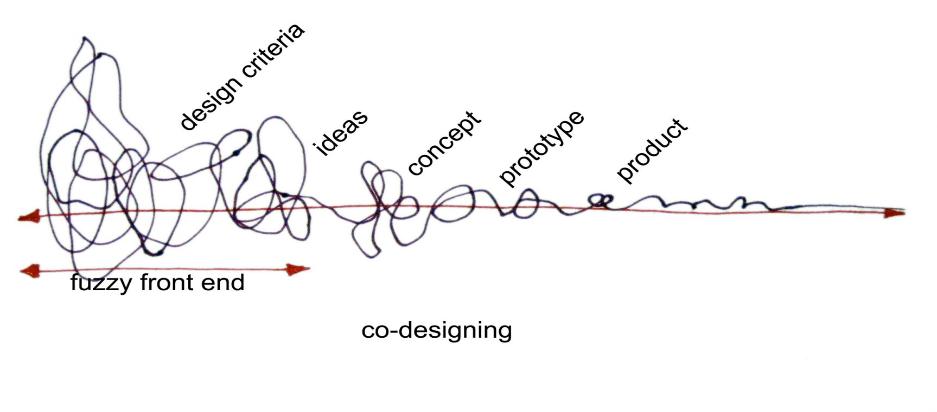 design criteria
ideas
concept
prototype
product
fuzzy front end
co-designing